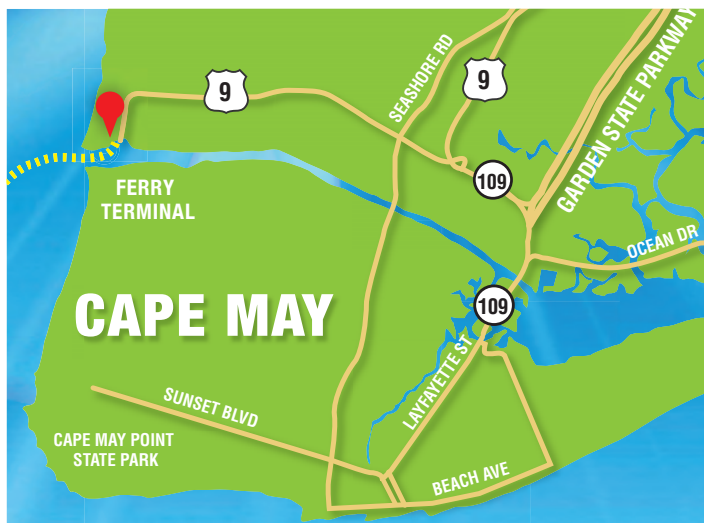 SEASHORE RD
9
9
GARDEN STATE PARKWAY
109
FERRY
TERMINAL
OCEAN DR
CAPE MAY
109
LAYFAYETTE ST
SUNSET BLVD
CAPE MAY POINT
STATE PARK
BEACH AVE